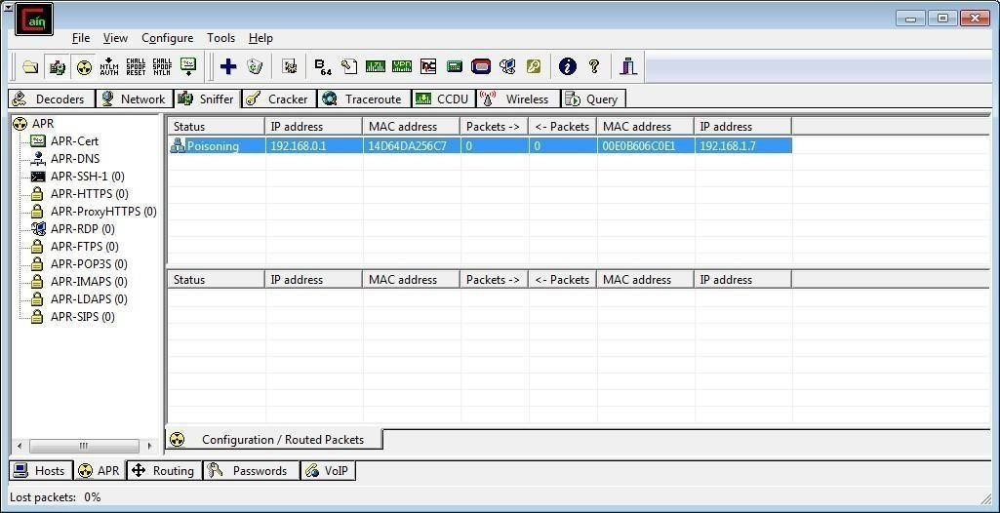 Cain
File View Configure Tools Help
NTLM AUTH CHALL SPOOF RESET CHALL SPOOF NTLM B64
Decoders Network Sniffer Cracker Traceroute CCDU Wireless Query
APR
APR-Cert
APR-DNS
APR-SSH-1 (0)
APR-HTTPS (0)
APR-ProxyHTTPS (0)
APR-RDP (0)
APR-FTPS (0)
APR-POP3S (0)
APR-IMAPS (0)
APR-LDAPS (0)
APR-SIPS (0)
Status IP address MAC address Packets -> <- Packets MAC address IP address
Poisoning 192.168.0.1 14D64DA256C7 0 0 00E0B606C0E1 192.168.1.7
Status IP address MAC address Packets -> <- Packets MAC address IP address
Configuration / Routed Packets
Hosts APR Routing Passwords VoIP
Lost packets: 0%